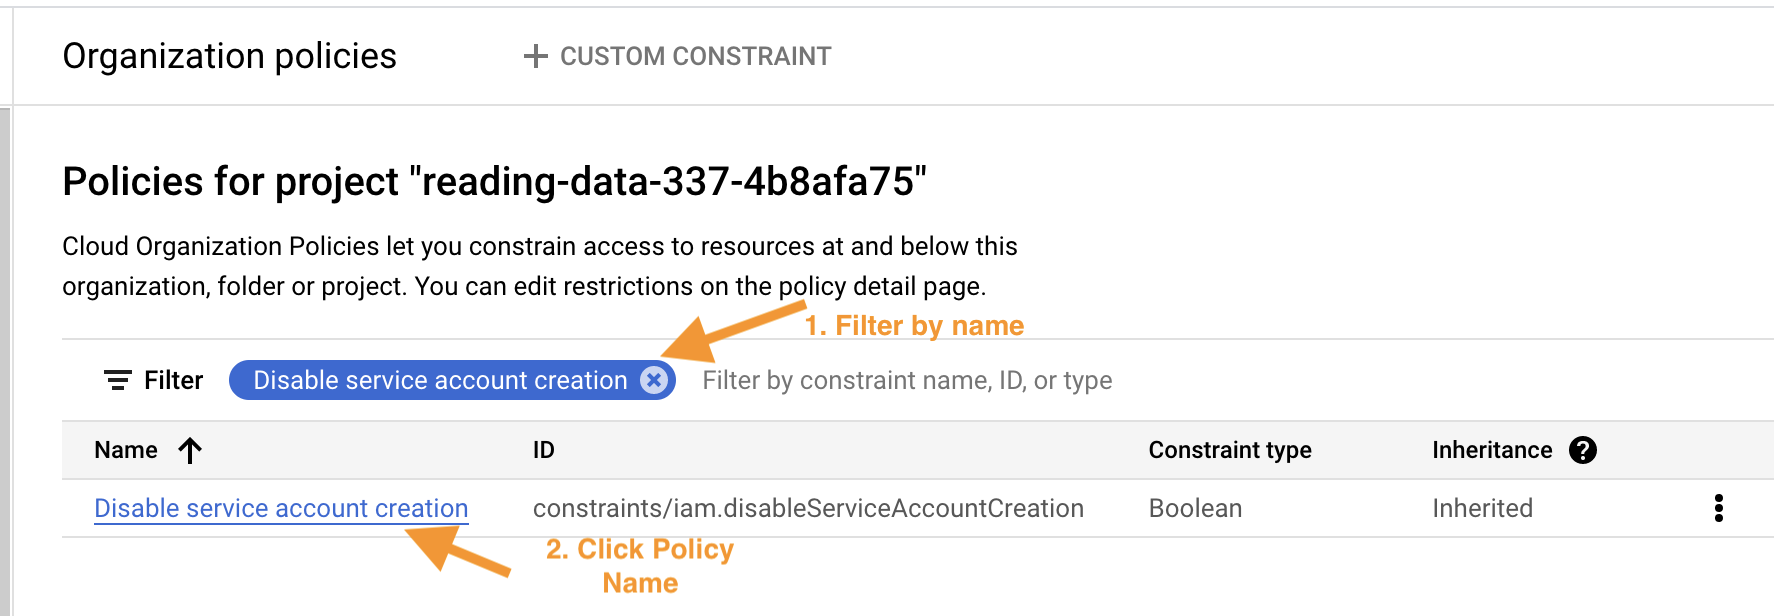 Organization policies
+ CUSTOM CONSTRAINT
Policies for project "reading-data-337-4b8afa75"
Cloud Organization Policies let you constrain access to resources at and below this
organization, folder or project. You can edit restrictions on the policy detail page.
1. Filter by name
Filter
Disable service account creation
Filter by constraint name, ID, or type
Name
ID
Constraint type
Inheritance
?
Disable service account creation
constraints/iam.disableServiceAccountCreation
Boolean
Inherited
2. Click Policy
Name